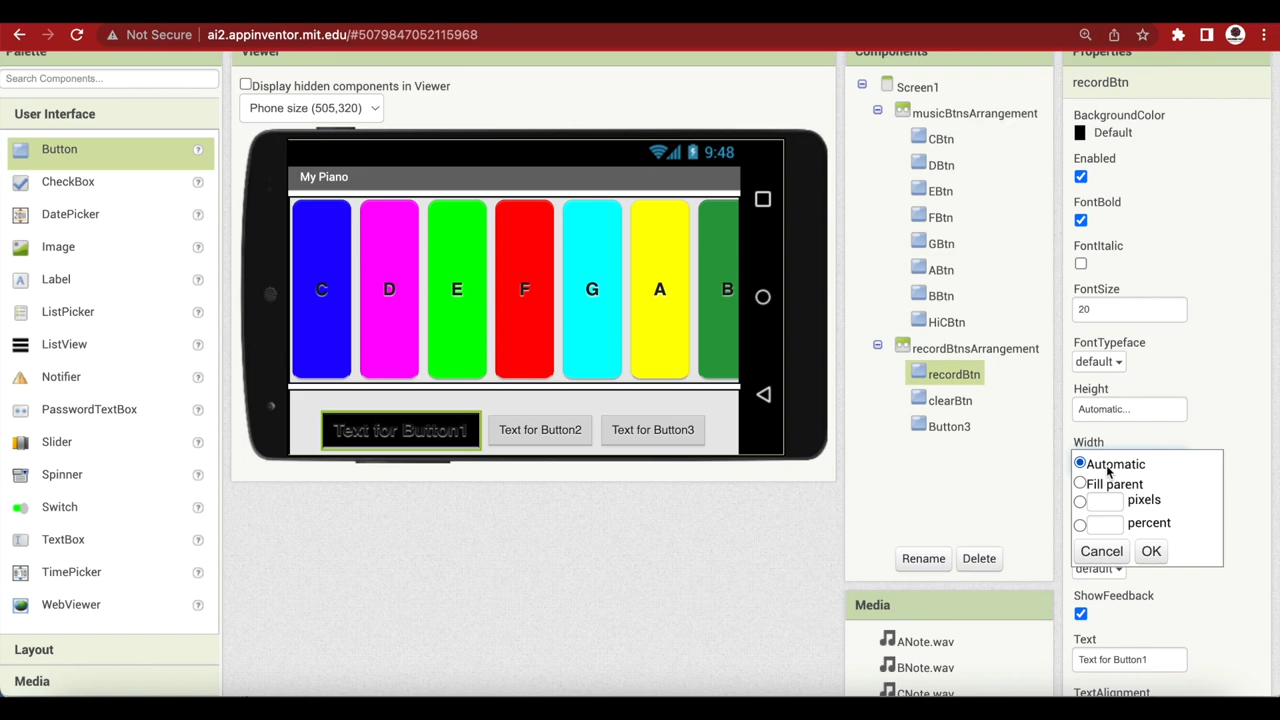 Not Secure
ai2.appinventor.mit.edu/#5079847052115968
Palette
Viewer
Components
Properties
Search Components...
User Interface
Button
CheckBox
DatePicker
Image
Label
ListPicker
ListView
Notifier
PasswordTextBox
Slider
Spinner
Switch
TextBox
TimePicker
WebViewer
Layout
Media
Display hidden components in Viewer
Phone size (505,320)
9:48
My Piano
C
D
E
F
G
A
B
Text for Button1
Text for Button2
Text for Button3
Screen1
musicBtnsArrangement
CBtn
DBtn
EBtn
FBtn
GBtn
ABtn
BBtn
HiCBtn
recordBtnsArrangement
recordBtn
clearBtn
Button3
Rename
Delete
Media
ANote.wav
BNote.wav
CNote.wav
recordBtn
BackgroundColor
Default
Enabled
FontBold
FontItalic
FontSize
20
FontTypeface
default
Height
Automatic...
Width
Automatic
Fill parent
pixels
percent
Cancel
OK
default
ShowFeedback
Text
Text for Button1
TextAlignment